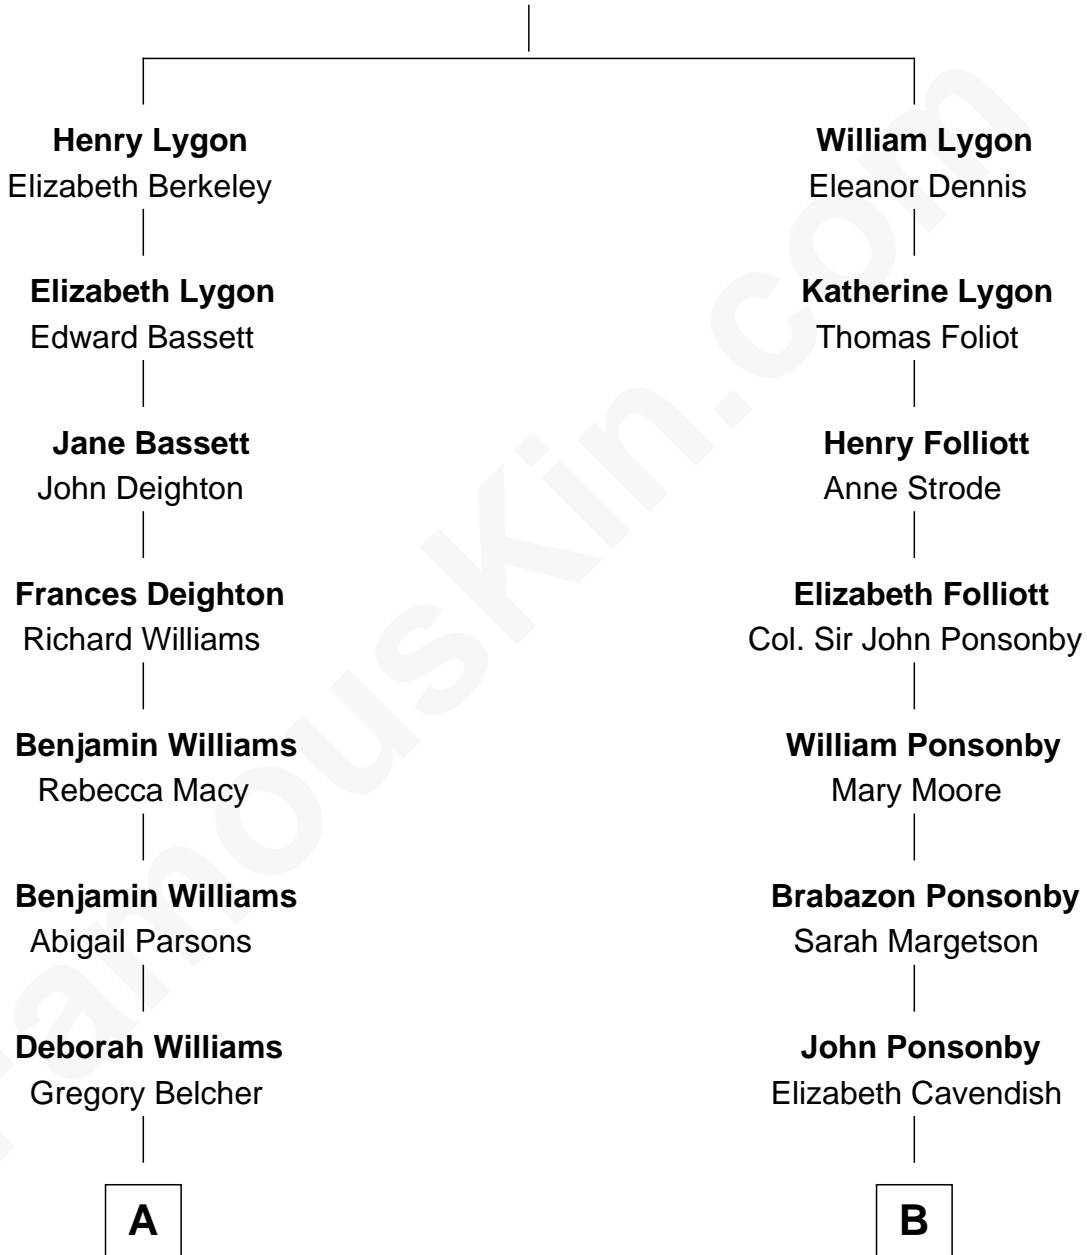 Henry Lygon
Elizabeth Berkeley
William Lygon
Eleanor Dennis
Elizabeth Lygon
Edward Bassett
Katherine Lygon
Thomas Foliot
Jane Bassett
John Deighton
Henry Folliott
Anne Strode
Frances Deighton
Richard Williams
Elizabeth Folliott
Col. Sir John Ponsonby
Benjamin Williams
Rebecca Macy
William Ponsonby
Mary Moore
Benjamin Williams
Abigail Parsons
Brabazon Ponsonby
Sarah Margetson
Deborah Williams
Gregory Belcher
John Ponsonby
Elizabeth Cavendish
A
B
FamousKin.com